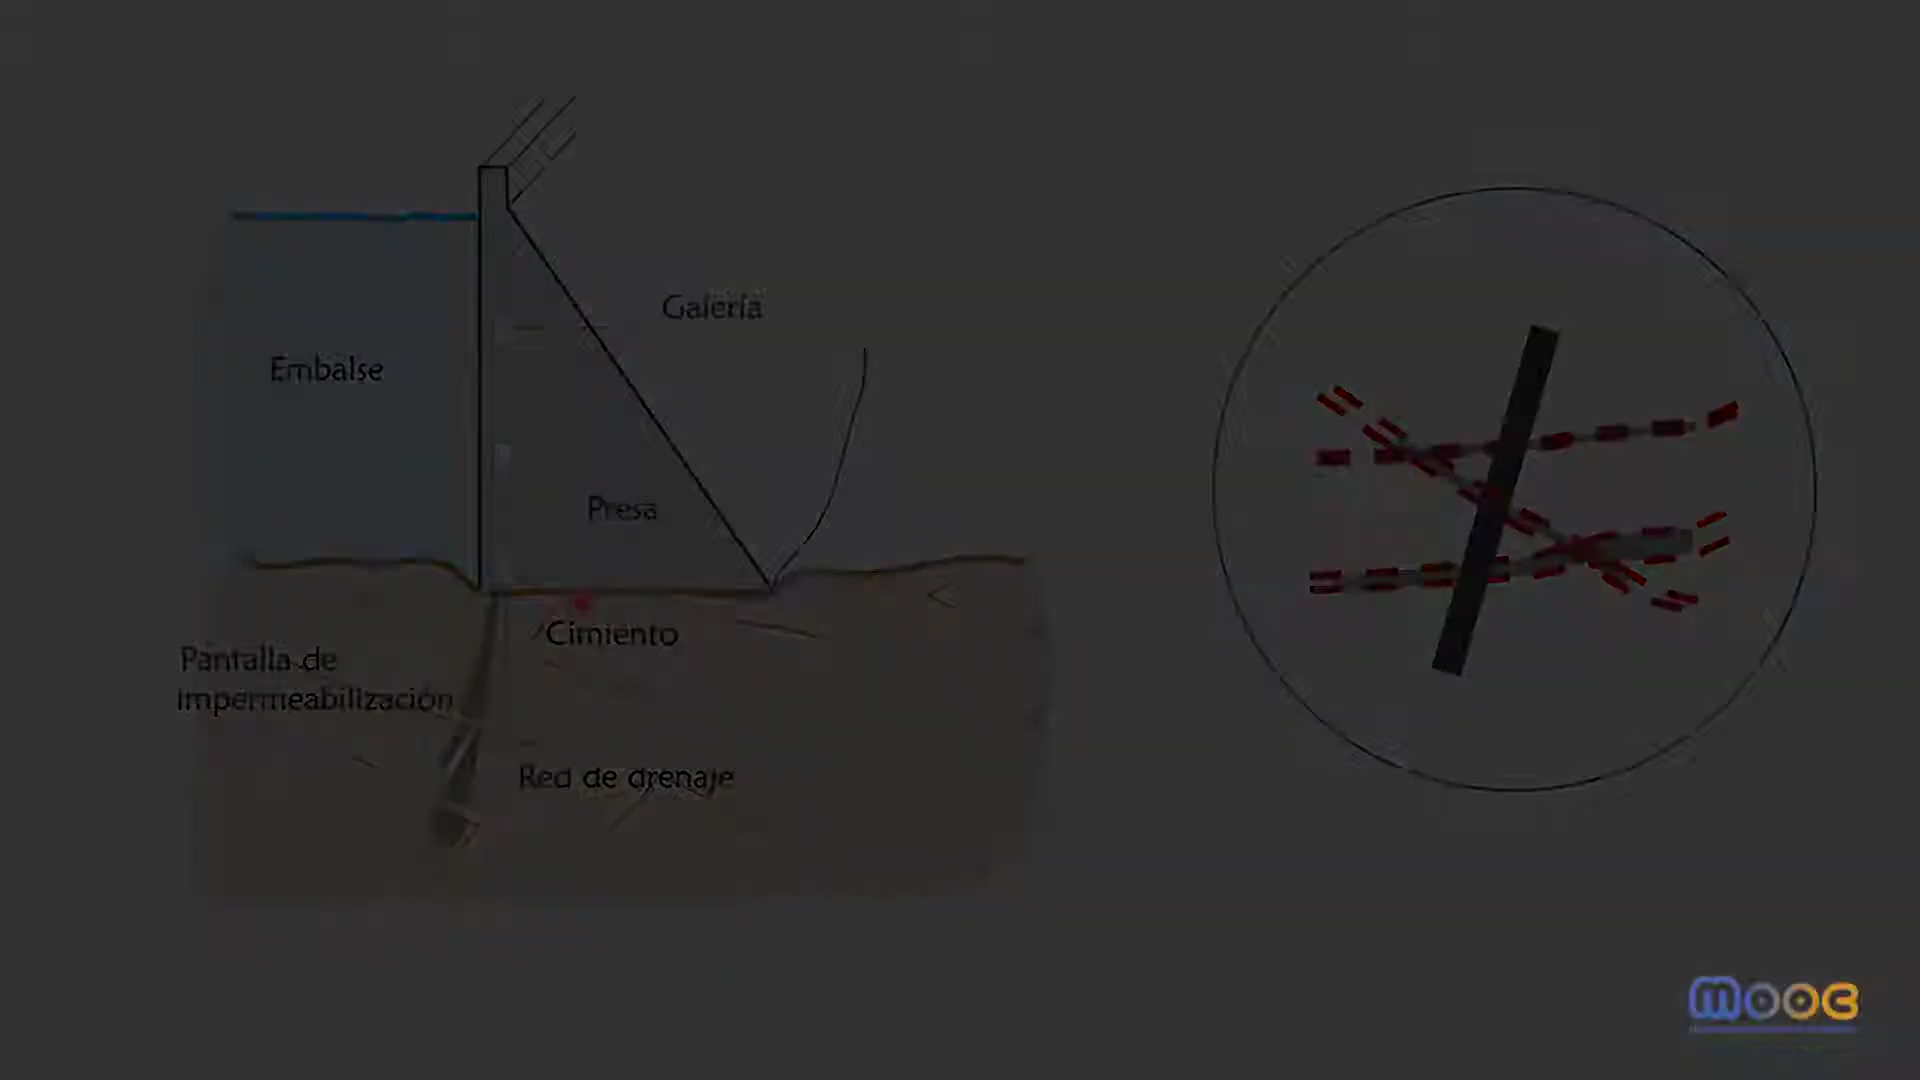 Galería
Embalse
Presa
Cimiento
Pantalla de
impermeabilización
Red de drenaje
mooc